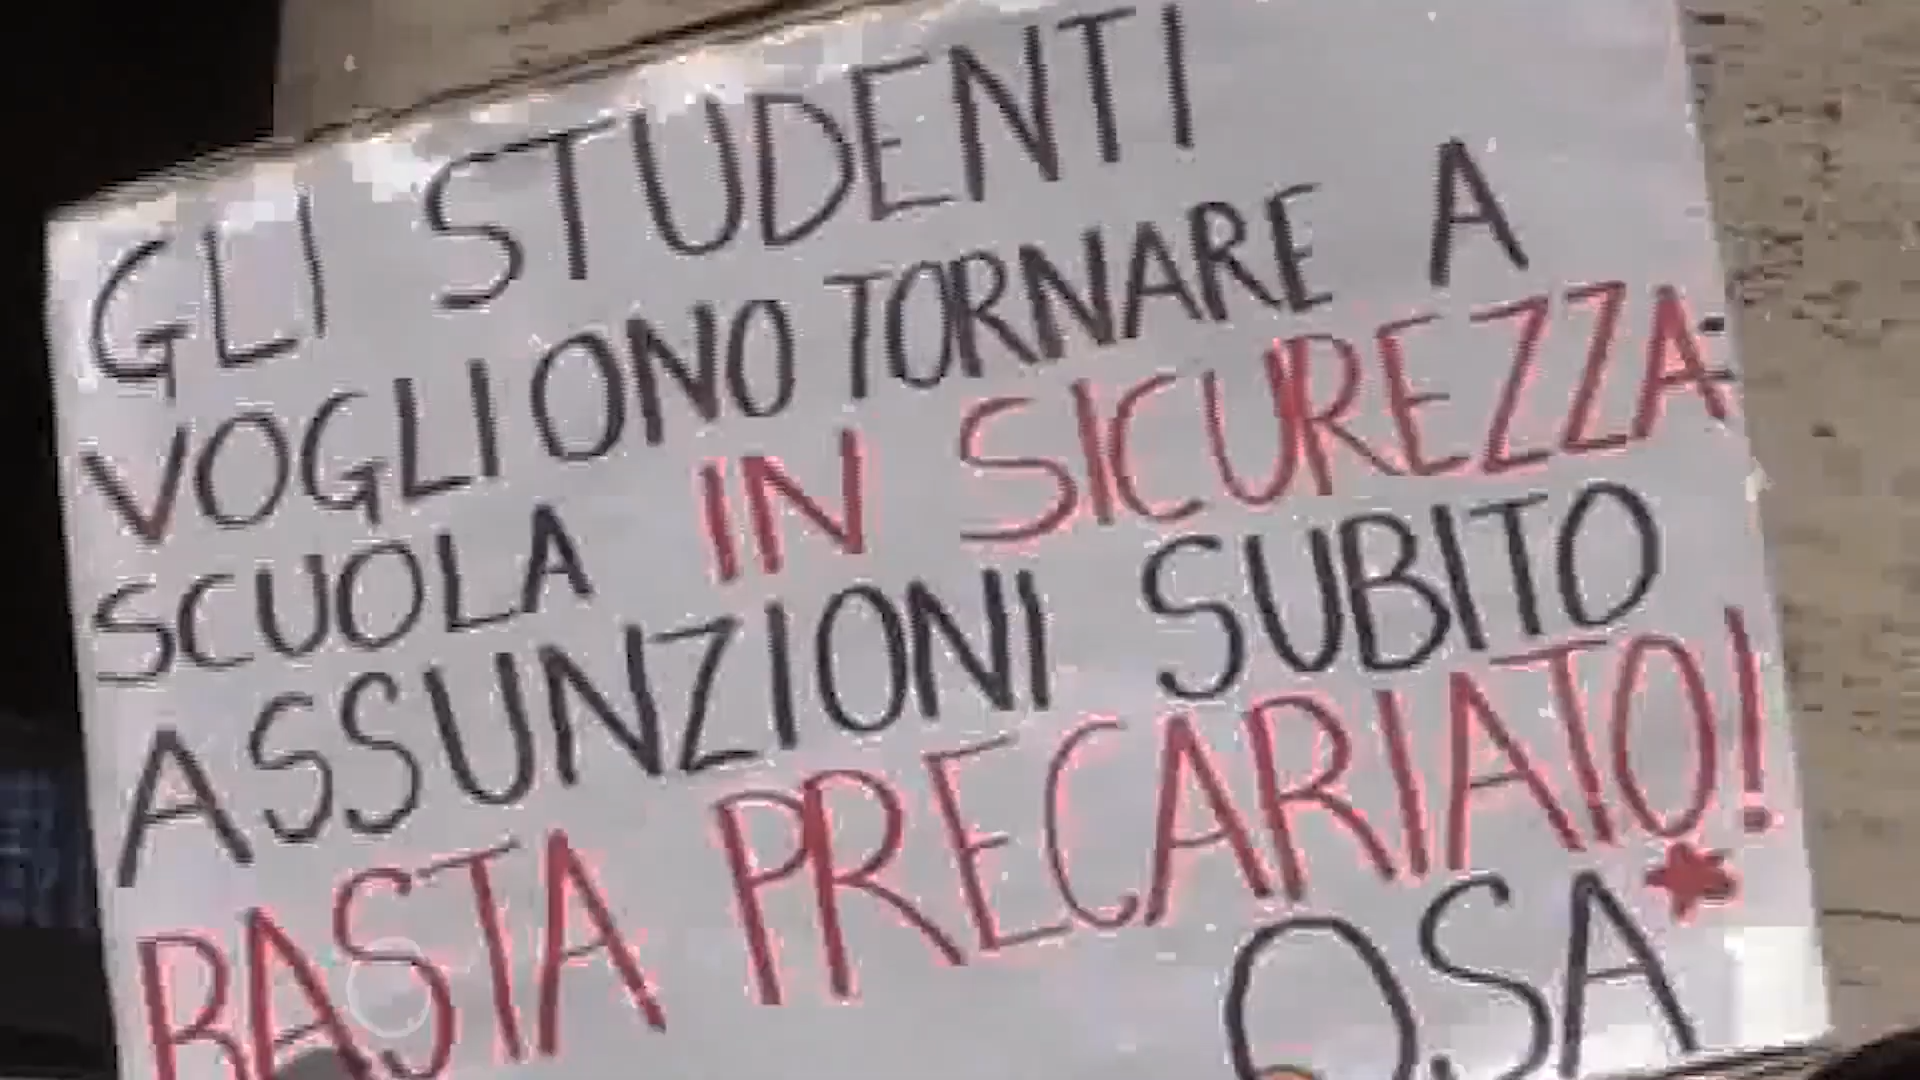 GLI STUDENTI
VOGLIONO TORNARE A
SCUOLA IN SICUREZZA:
ASSUNZIONI SUBITO
BASTA PRECARIATO!
OSA